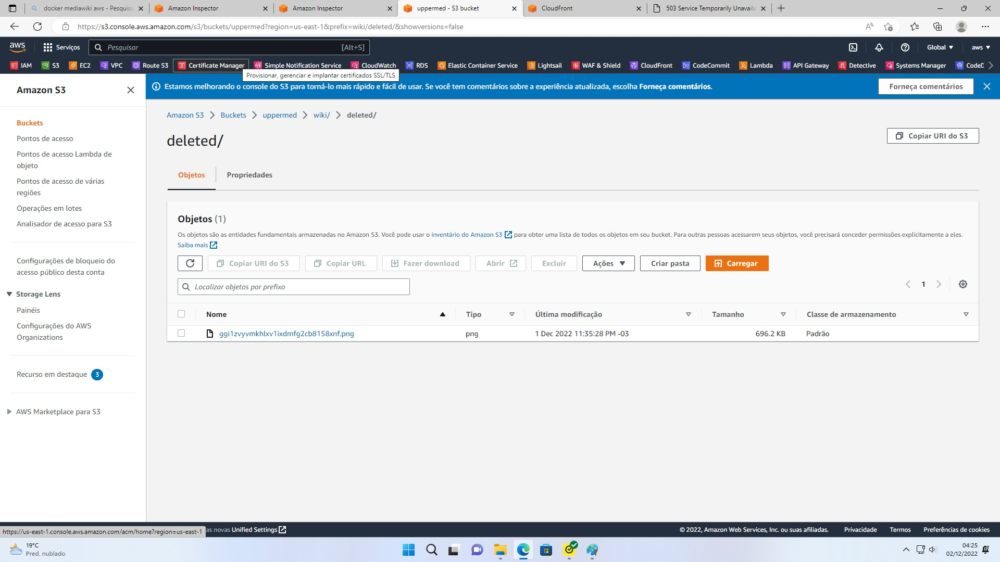 docker mediawiki aws - Pesquisa
Amazon Inspector
Amazon Inspector
uppermed - S3 bucket
CloudFront
503 Service Temporarily Unavaila
https://s3.console.aws.amazon.com/s3/buckets/uppermed?region=us-east-1&prefix=wiki/deleted/&showversions=false
aws
Serviços
Pesquisar
[Alt+S]
Global
aws
IAM
S3
EC2
VPC
Route 53
Certificate Manager
Simple Notification Service
CloudWatch
RDS
Elastic Container Service
Lightsail
WAF & Shield
CloudFront
CodeCommit
Lambda
API Gateway
Detective
Systems Manager
CodeD
Provisionar, gerenciar e implantar certificados SSL/TLS
Amazon S3
Estamos melhorando o console do S3 para torná-lo mais rápido e fácil de usar. Se você tem comentários sobre a experiência atualizada, escolha Forneça comentários.
Forneça comentários
Buckets
Pontos de acesso
Pontos de acesso Lambda de
objeto
Pontos de acesso de várias
regiões
Operações em lotes
Analisador de acesso para S3
Configurações de bloqueio do
acesso público desta conta
Storage Lens
Painéis
Configurações do AWS
Organizations
Recurso em destaque 3
AWS Marketplace para S3
Amazon S3
Buckets
uppermed
wiki/
deleted/
deleted/
Copiar URI do S3
Objetos
Propriedades
Objetos (1)
Os objetos são as entidades fundamentais armazenadas no Amazon S3. Você pode usar o inventário do Amazon S3 para obter uma lista de todos os objetos em seu bucket. Para outras pessoas acessarem seus objetos, você precisará conceder permissões explicitamente a eles.
Saiba mais
Copiar URI do S3
Copiar URL
Fazer download
Abrir
Excluir
Ações
Criar pasta
Carregar
Localizar objetos por prefixo
1
Nome
Tipo
Última modificação
Tamanho
Classe de armazenamento
ggi1zvyvmkhlxv1ixdmfg2cb8158xnf.png
png
1 Dec 2022 11:35:28 PM -03
696.2 KB
Padrão
https://us-east-1.console.aws.amazon.com/acm/home?region=us-east-1
as novas Unified Settings
© 2022, Amazon Web Services, Inc. ou suas afiliadas.
Privacidade
Termos
Preferências de cookies
19°C
Pred. nublado
04:25
02/12/2022